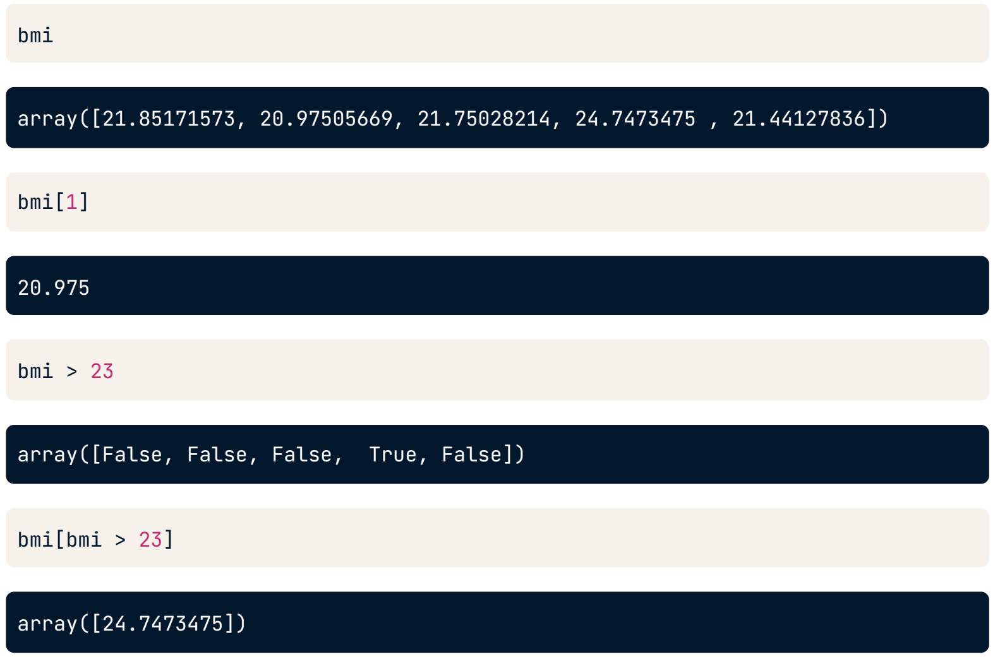 bmi
array([21.85171573, 20.97505669, 21.75028214, 24.7473475 , 21.44127836])
bmi[1]
20.975
bmi > 23
array([False, False, False,  True, False])
bmi[bmi > 23]
array([24.7473475])